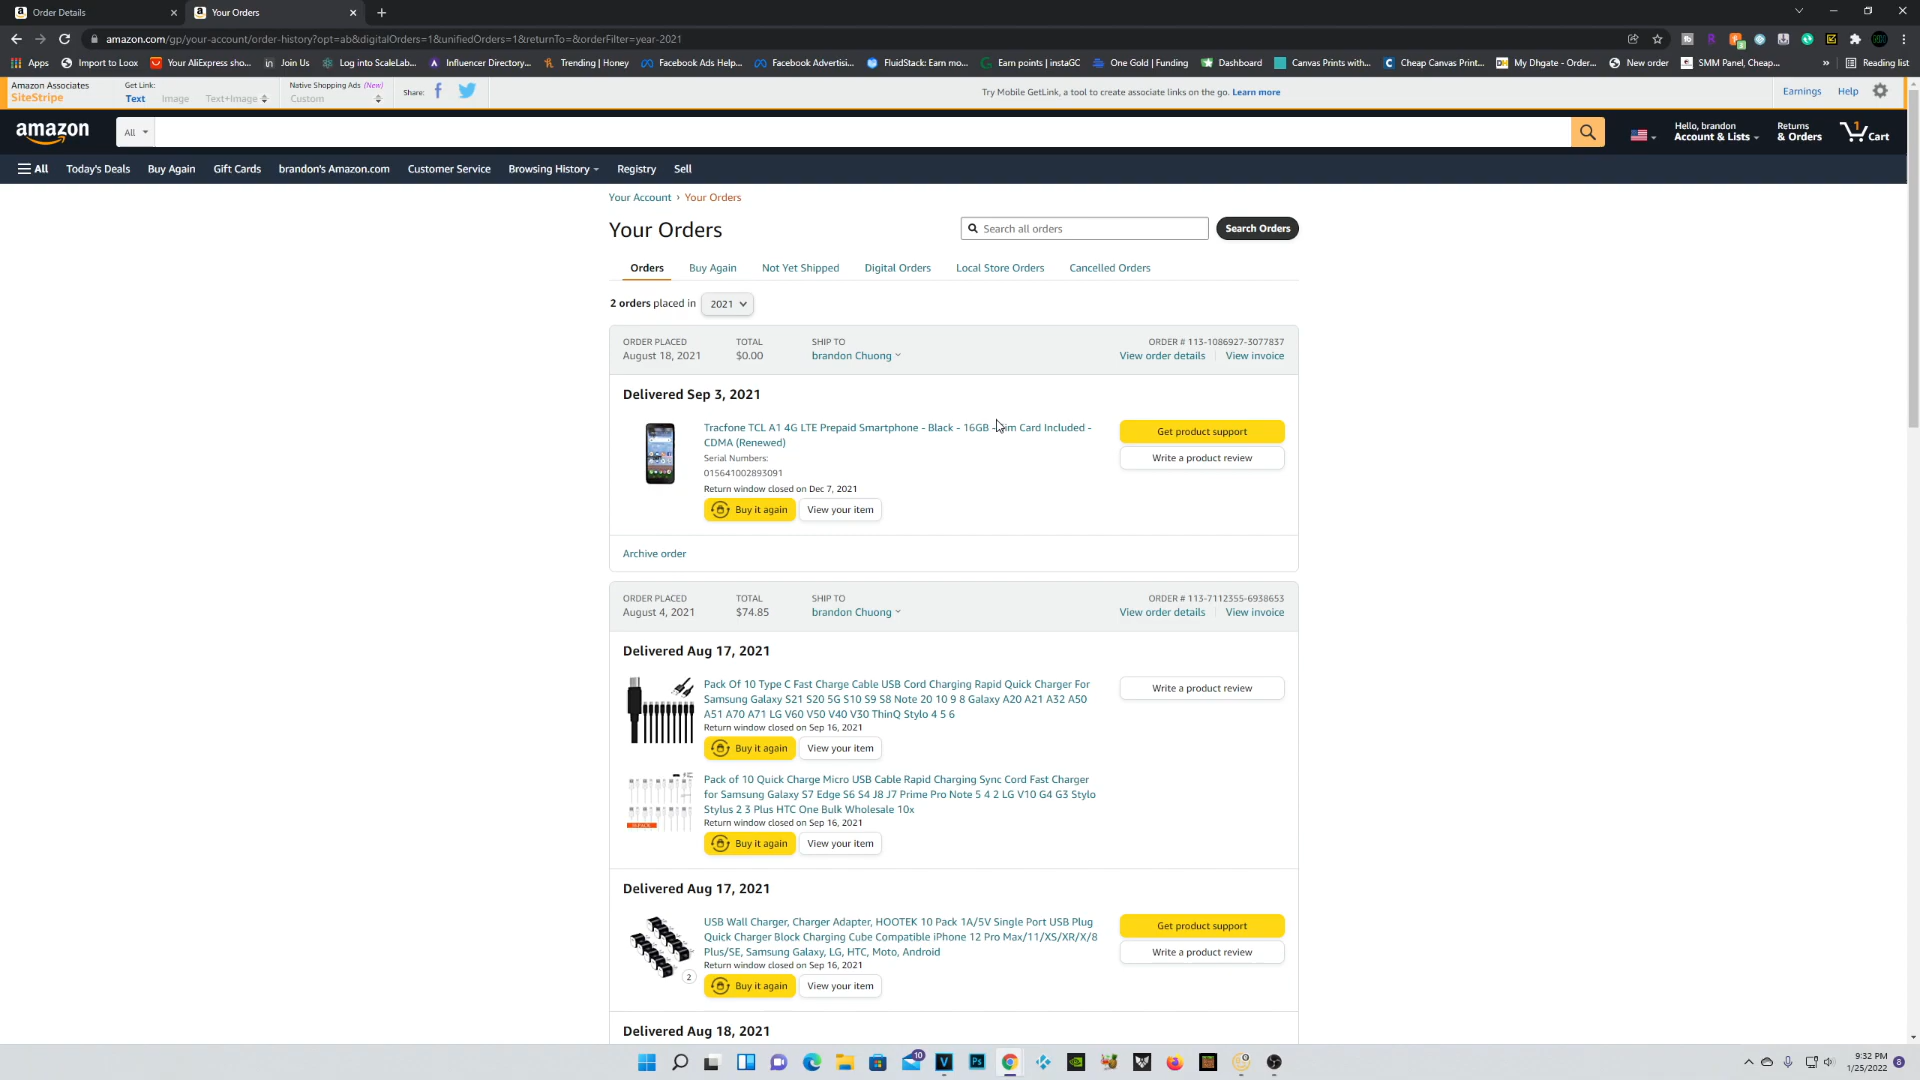 Order Details
Your Orders
amazon.com/gp/your-account/order-history?opt=ab&digitalOrders=1&unifiedOrders=1&returnTo=&orderFilter=year-2021
Apps
Import to Loox
Your AliExpress sho...
Join Us
Log into ScaleLab...
Influencer Directory...
Trending | Honey
Facebook Ads Help...
Facebook Advertisi...
FluidStack: Earn mo...
Earn points | instaGC
One Gold | Funding
Dashboard
Canvas Prints with...
Cheap Canvas Print...
My Dhgate - Order...
New order
SMM Panel, Cheap...
»
Reading list
Amazon Associates
SiteStripe
Get Link:
Text
Image
Text+Image
Native Shopping Ads (New)
Custom
Share:
Try Mobile GetLink, a tool to create associate links on the go. Learn more
Earnings
Help
amazon
All
Hello, brandon
Account & Lists
Returns
& Orders
1
Cart
All
Today's Deals
Buy Again
Gift Cards
brandon's Amazon.com
Customer Service
Browsing History
Registry
Sell
Your Account › Your Orders
Your Orders
Search all orders
Search Orders
Orders
Buy Again
Not Yet Shipped
Digital Orders
Local Store Orders
Cancelled Orders
2 orders placed in 2021
ORDER PLACED
August 18, 2021
TOTAL
$0.00
SHIP TO
brandon Chuong
ORDER # 113-1086927-3077837
View order details
View invoice
Delivered Sep 3, 2021
Tracfone TCL A1 4G LTE Prepaid Smartphone - Black - 16GB - im Card Included -
CDMA (Renewed)
Serial Numbers:
015641002893091
Return window closed on Dec 7, 2021
Buy it again
View your item
Get product support
Write a product review
Archive order
ORDER PLACED
August 4, 2021
TOTAL
$74.85
SHIP TO
brandon Chuong
ORDER # 113-7112355-6938653
View order details
View invoice
Delivered Aug 17, 2021
Pack Of 10 Type C Fast Charge Cable USB Cord Charging Rapid Quick Charger For
Samsung Galaxy S21 S20 5G S10 S9 S8 Note 20 10 9 8 Galaxy A20 A21 A32 A50
A51 A70 A71 LG V60 V50 V40 V30 ThinQ Stylo 4 5 6
Return window closed on Sep 16, 2021
Buy it again
View your item
Write a product review
Pack of 10 Quick Charge Micro USB Cable Rapid Charging Sync Cord Fast Charger
for Samsung Galaxy S7 Edge S6 S4 J8 J7 Prime Pro Note 5 4 2 LG V10 G4 G3 Stylo
Stylus 2 3 Plus HTC One Bulk Wholesale 10x
Return window closed on Sep 16, 2021
Buy it again
View your item
Delivered Aug 17, 2021
USB Wall Charger, Charger Adapter, HOOTEK 10 Pack 1A/5V Single Port USB Plug
Quick Charger Block Charging Cube Compatible iPhone 12 Pro Max/11/XS/XR/X/8
Plus/SE, Samsung Galaxy, LG, HTC, Moto, Android
Return window closed on Sep 16, 2021
2
Buy it again
View your item
Get product support
Write a product review
Delivered Aug 18, 2021
10
9:32 PM
1/25/2022
8